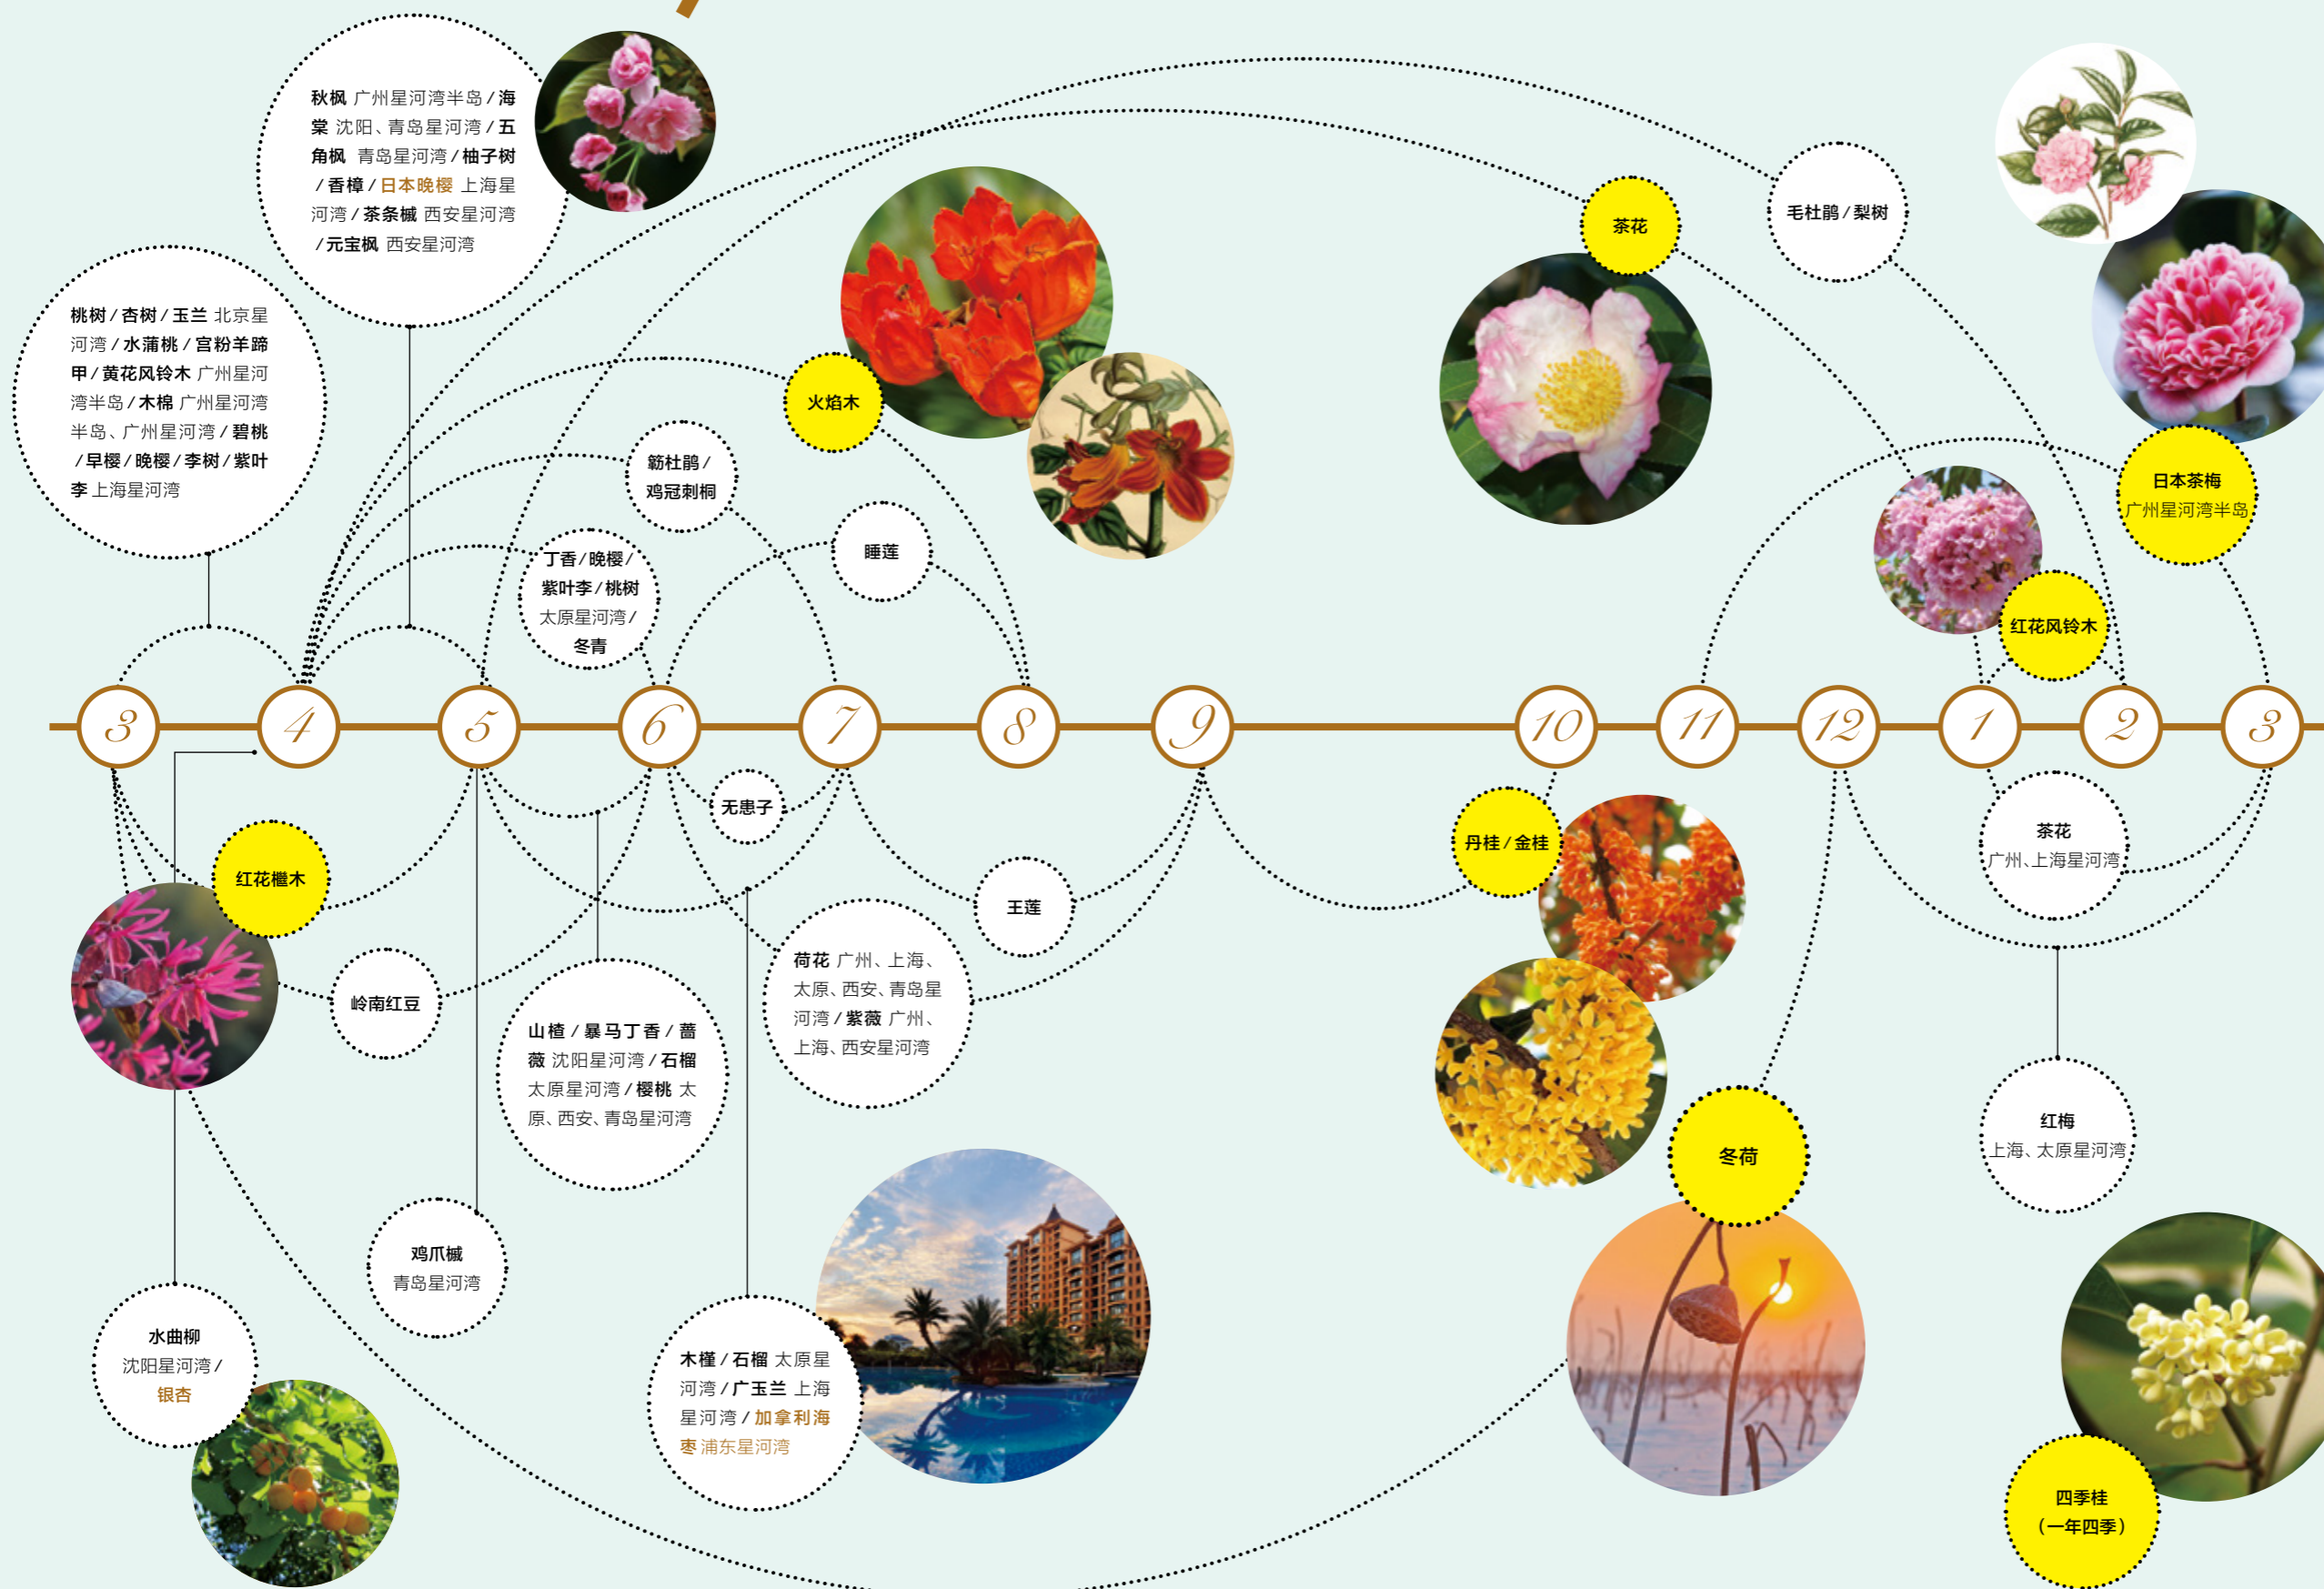 秋枫 广州星河湾半岛/海
棠 沈阳、青岛星河湾/五
角枫 青岛星河湾/柚子树
/香樟/日本晚樱 上海星
河湾/茶条槭 西安星河湾
/元宝枫 西安星河湾
桃树/杏树/玉兰 北京星
河湾/水蒲桃/宫粉羊蹄
甲/黄花风铃木 广州星河
湾半岛/木棉 广州星河湾
半岛、广州星河湾/碧桃
/早樱/晚樱/李树/紫叶
李 上海星河湾
火焰木
簕杜鹃/
鸡冠刺桐
丁香/晚樱/
紫叶李/桃树
太原星河湾/
冬青
睡莲
茶花
毛杜鹃/梨树
日本茶梅
广州星河湾半岛
红花风铃木
3
4
5
6
7
8
9
10
11
12
1
2
3
红花檵木
岭南红豆
无患子
王莲
丹桂/金桂
茶花
广州、上海星河湾
荷花 广州、上海、
太原、西安、青岛星
河湾/紫薇 广州、
上海、西安星河湾
山楂/暴马丁香/蔷
薇 沈阳星河湾/石榴
太原星河湾/樱桃 太
原、西安、青岛星河湾
冬荷
红梅
上海、太原星河湾
鸡爪槭
青岛星河湾
水曲柳
沈阳星河湾/
银杏
木槿/石榴 太原星
河湾/广玉兰 上海
星河湾/加拿利海
枣 浦东星河湾
四季桂
（一年四季）